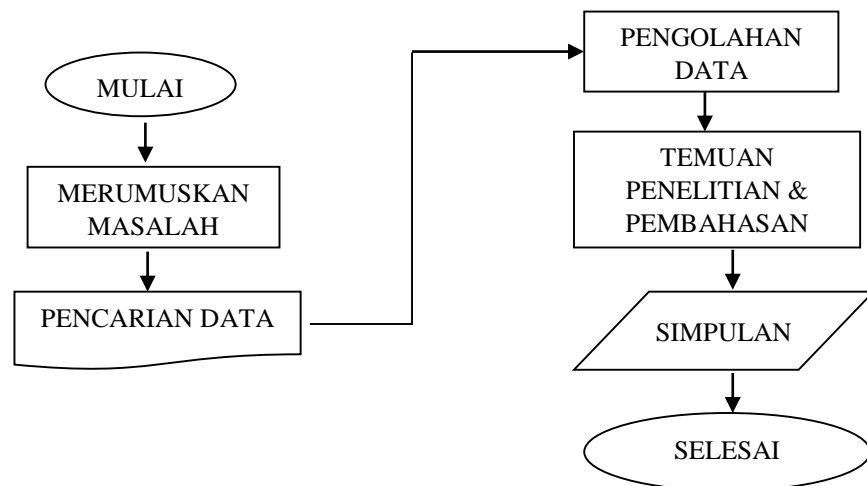 MULAI
MERUMUSKAN
MASALAH
PENCARIAN DATA
PENGOLAHAN
DATA
TEMUAN
PENELITIAN &
PEMBAHASAN
SIMPULAN
SELESAI